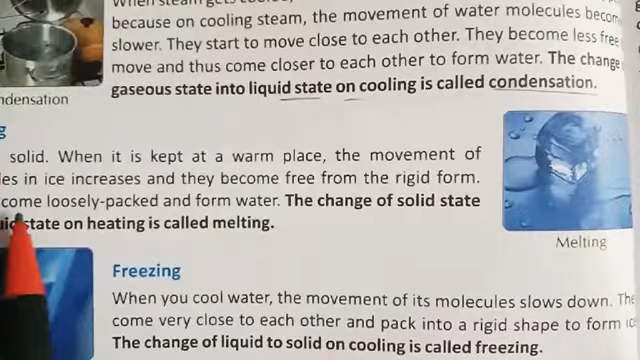 because on cooling steam, the movement of water molecules
slower. They start to move close to each other. They become less free
move and thus come closer to each other to form water. The change
gaseous state into liquid state on cooling is called condensation.
solid. When it is kept at a warm place, the movement of
in ice increases and they become free from the rigid form.
loosely-packed and form water. The change of solid state
state on heating is called melting.
Melting
Freezing
When you cool water, the movement of its molecules slows down.
come very close to each other and pack into a rigid shape to form
The change of liquid to solid on cooling is called freezing.